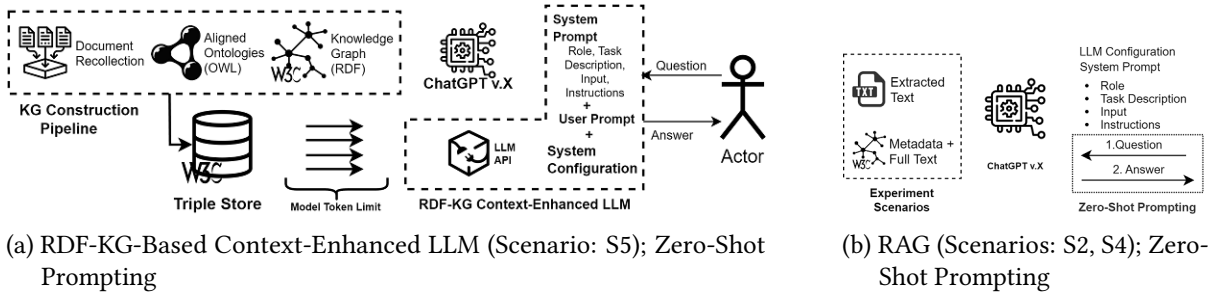 Document
Recollection
Aligned
Ontologies
(OWL)
Knowledge
Graph
(RDF)
W3C
KG Construction
Pipeline
W3C
Triple Store
Model Token Limit
ChatGPT v.X
LLM
API
System
Prompt
Role, Task
Description,
Input,
Instructions
+
User Prompt
+
System
Configuration
RDF-KG Context-Enhanced LLM
Question
Answer
Actor
(a) RDF-KG-Based Context-Enhanced LLM (Scenario: S5); Zero-Shot
Prompting
TXT
Extracted
Text
W3C
Metadata +
Full Text
Experiment
Scenarios
ChatGPT v.X
LLM Configuration
System Prompt
• Role
• Task Description
• Input
• Instructions
1.Question
2. Answer
Zero-Shot Prompting
(b) RAG (Scenarios: S2, S4); Zero-
Shot Prompting